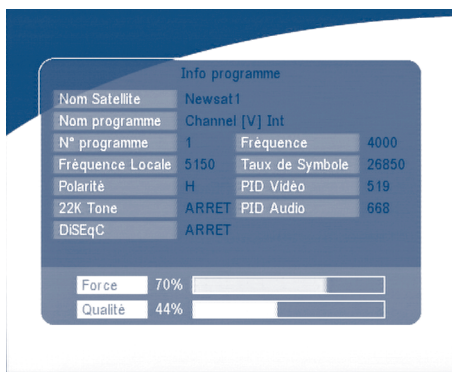 Info programme
Nom Satellite Newsat1
Nom programme Channel [V] Int
N° programme 1 Fréquence 4000
Fréquence Locale 5150 Taux de Symbole 26850
Polarité H PID Vidéo 519
22K Tone ARRET PID Audio 668
DiSEqC ARRET
Force 70%
Qualité 44%